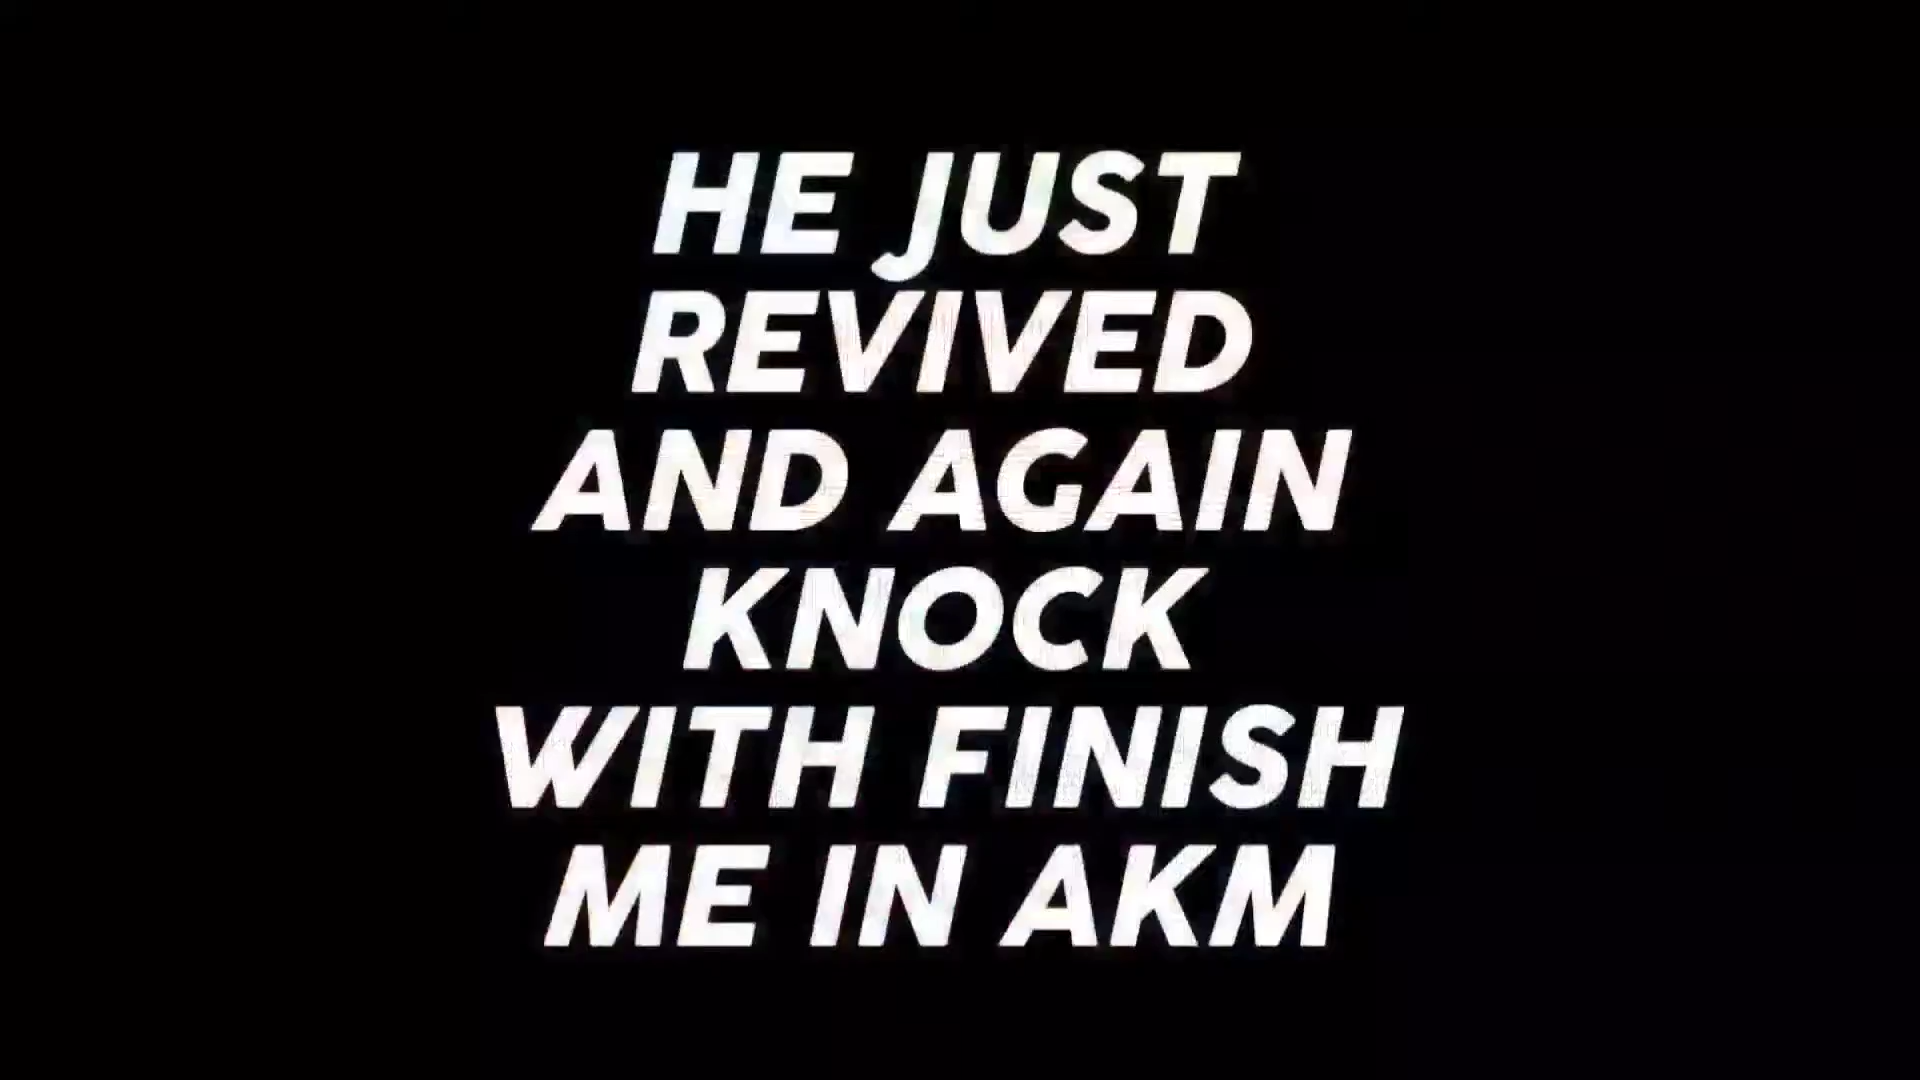 HE JUST
REVIVED
AND AGAIN
KNOCK
WITH FINISH
ME IN AKM